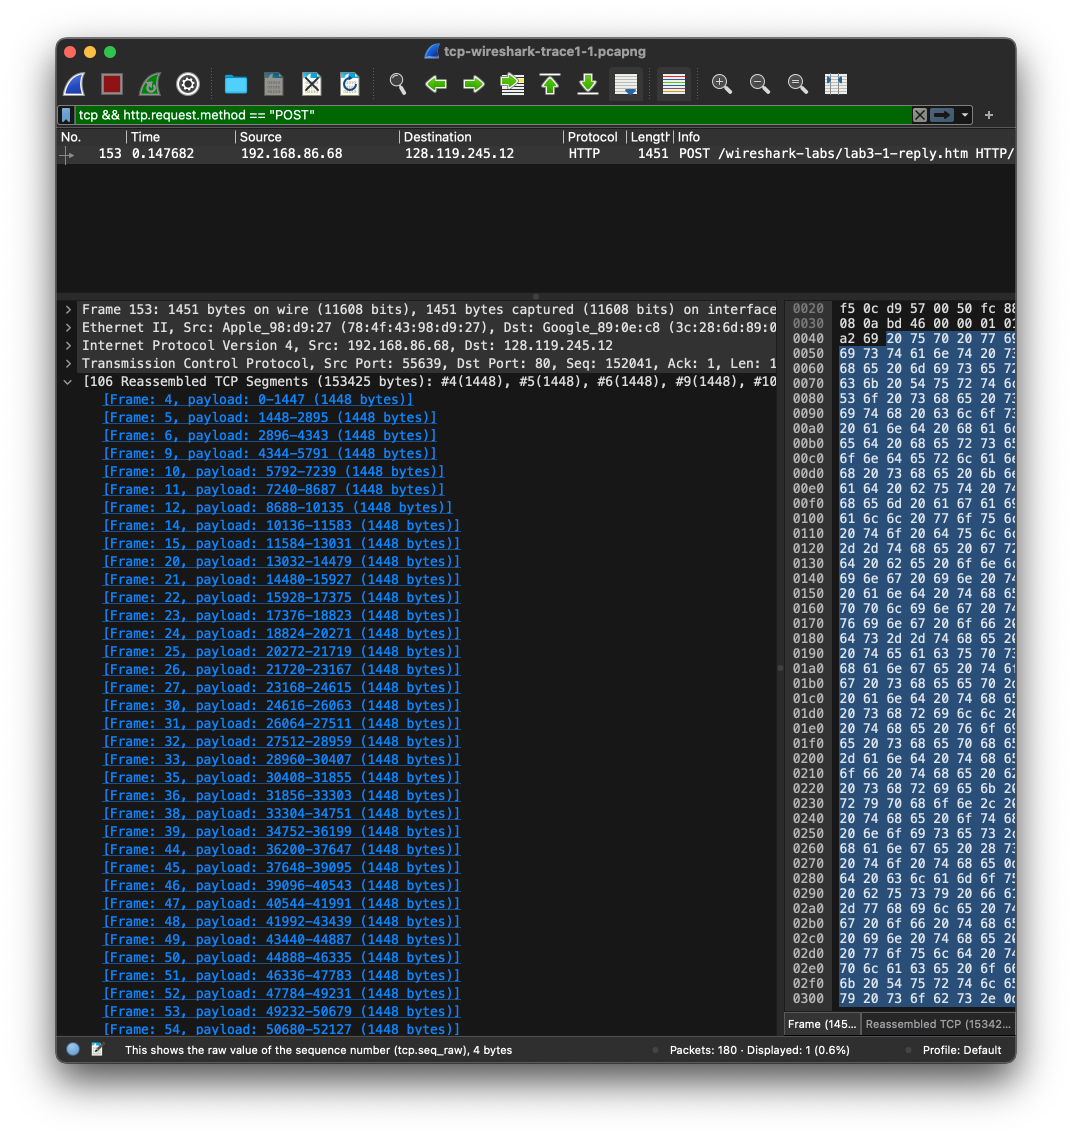 tcp-wireshark-trace1-1.pcapng
tcp && http.request.method == "POST"
No. Time Source Destination Protocol Length Info
153 0.147682 192.168.86.68 128.119.245.12 HTTP 1451 POST /wireshark-labs/lab3-1-reply.htm HTTP/
Frame 153: 1451 bytes on wire (11608 bits), 1451 bytes captured (11608 bits) on interface
Ethernet II, Src: Apple_98:d9:27 (78:4f:43:98:d9:27), Dst: Google_89:0e:c8 (3c:28:6d:89:0
Internet Protocol Version 4, Src: 192.168.86.68, Dst: 128.119.245.12
Transmission Control Protocol, Src Port: 55639, Dst Port: 80, Seq: 152041, Ack: 1, Len: 1
[106 Reassembled TCP Segments (153425 bytes): #4(1448), #5(1448), #6(1448), #9(1448), #10
[Frame: 4, payload: 0-1447 (1448 bytes)]
[Frame: 5, payload: 1448-2895 (1448 bytes)]
[Frame: 6, payload: 2896-4343 (1448 bytes)]
[Frame: 9, payload: 4344-5791 (1448 bytes)]
[Frame: 10, payload: 5792-7239 (1448 bytes)]
[Frame: 11, payload: 7240-8687 (1448 bytes)]
[Frame: 12, payload: 8688-10135 (1448 bytes)]
[Frame: 14, payload: 10136-11583 (1448 bytes)]
[Frame: 15, payload: 11584-13031 (1448 bytes)]
[Frame: 20, payload: 13032-14479 (1448 bytes)]
[Frame: 21, payload: 14480-15927 (1448 bytes)]
[Frame: 22, payload: 15928-17375 (1448 bytes)]
[Frame: 23, payload: 17376-18823 (1448 bytes)]
[Frame: 24, payload: 18824-20271 (1448 bytes)]
[Frame: 25, payload: 20272-21719 (1448 bytes)]
[Frame: 26, payload: 21720-23167 (1448 bytes)]
[Frame: 27, payload: 23168-24615 (1448 bytes)]
[Frame: 30, payload: 24616-26063 (1448 bytes)]
[Frame: 31, payload: 26064-27511 (1448 bytes)]
[Frame: 32, payload: 27512-28959 (1448 bytes)]
[Frame: 33, payload: 28960-30407 (1448 bytes)]
[Frame: 35, payload: 30408-31855 (1448 bytes)]
[Frame: 36, payload: 31856-33303 (1448 bytes)]
[Frame: 38, payload: 33304-34751 (1448 bytes)]
[Frame: 39, payload: 34752-36199 (1448 bytes)]
[Frame: 44, payload: 36200-37647 (1448 bytes)]
[Frame: 45, payload: 37648-39095 (1448 bytes)]
[Frame: 46, payload: 39096-40543 (1448 bytes)]
[Frame: 47, payload: 40544-41991 (1448 bytes)]
[Frame: 48, payload: 41992-43439 (1448 bytes)]
[Frame: 49, payload: 43440-44887 (1448 bytes)]
[Frame: 50, payload: 44888-46335 (1448 bytes)]
[Frame: 51, payload: 46336-47783 (1448 bytes)]
[Frame: 52, payload: 47784-49231 (1448 bytes)]
[Frame: 53, payload: 49232-50679 (1448 bytes)]
[Frame: 54, payload: 50680-52127 (1448 bytes)]
0020 f5 0c d9 57 00 50 fc 88
0030 08 0a bd 46 00 00 01 01
0040 a2 69 20 75 70 20 77 69
0050 69 73 74 61 6e 74 20 73
0060 68 65 20 6d 69 73 65 72
0070 63 6b 20 54 75 72 74 6c
0080 53 6f 20 73 68 65 20 73
0090 69 74 68 20 63 6c 6f 73
00a0 20 61 6e 64 20 68 61 6c
00b0 65 64 20 68 65 72 73 65
00c0 6f 6e 64 65 72 6c 61 6e
00d0 68 20 73 68 65 20 6b 6e
00e0 61 64 20 62 75 74 20 74
00f0 68 65 6d 20 61 67 61 69
0100 61 6c 6c 20 77 6f 75 6c
0110 20 74 6f 20 64 75 6c 6c
0120 2d 2d 74 68 65 20 67 72
0130 64 20 62 65 20 6f 6e 6c
0140 69 6e 67 20 69 6e 20 74
0150 20 61 6e 64 20 74 68 65
0160 70 70 6c 69 6e 67 20 74
0170 76 69 6e 67 20 6f 66 20
0180 64 73 2d 2d 74 68 65 20
0190 20 74 65 61 63 75 70 73
01a0 68 61 6e 67 65 20 74 6f
01b0 67 20 73 68 65 65 70 2d
01c0 20 61 6e 64 20 74 68 65
01d0 20 73 68 72 69 6c 6c 20
01e0 20 74 68 65 20 76 6f 69
01f0 65 20 73 68 65 70 68 65
0200 2d 61 6e 64 20 74 68 65
0210 6f 66 20 74 68 65 20 62
0220 20 73 68 72 69 65 6b 20
0230 72 79 70 68 6f 6e 2c 20
0240 20 74 68 65 20 6f 74 68
0250 20 6e 6f 69 73 65 73 2c
0260 68 61 6e 67 65 20 28 73
0270 20 74 6f 20 74 68 65 0d
0280 64 20 63 6c 61 6d 6f 75
0290 20 62 75 73 79 20 66 61
02a0 2d 77 68 69 6c 65 20 74
02b0 67 20 6f 66 20 74 68 65
02c0 20 69 6e 20 74 68 65 20
02d0 20 77 6f 75 6c 64 20 74
02e0 70 6c 61 63 65 20 6f 66
02f0 6b 20 54 75 72 74 6c 65
0300 79 20 73 6f 62 73 2e 0d
Frame (145... Reassembled TCP (15342...
This shows the raw value of the sequence number (tcp.seq_raw), 4 bytes Packets: 180 · Displayed: 1 (0.6%) Profile: Default